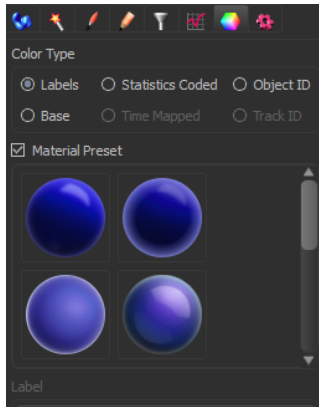 Color Type
Labels Statistics Coded Object ID
Base Time Mapped Track ID
Material Preset
Label